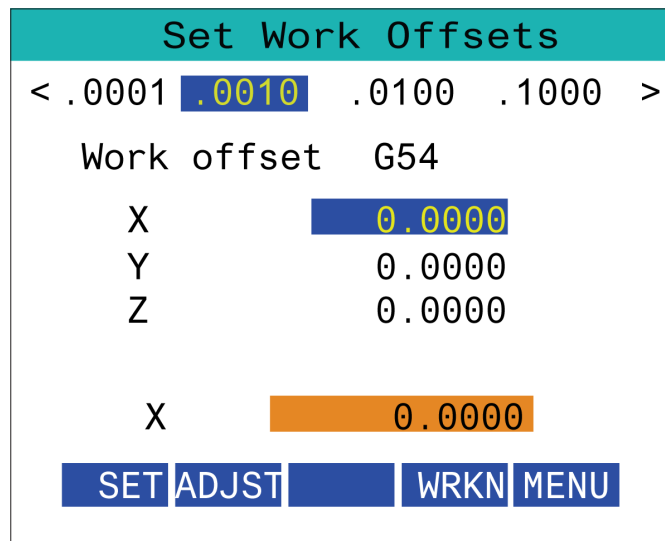 Set Work Offsets
< .0001 .0010 .0100 .1000 >
Work offset G54
X 0.0000
Y 0.0000
Z 0.0000
X 0.0000
SET ADJST WRKN MENU